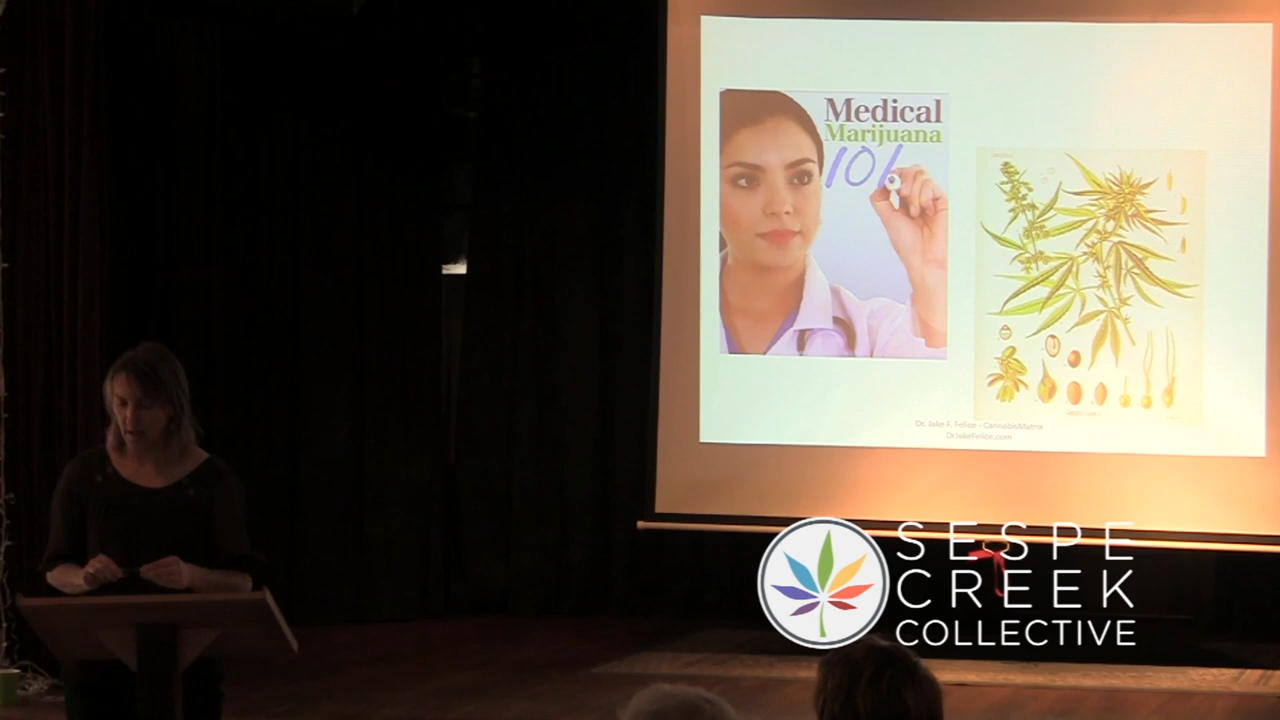 Medical
Marijuana
101
Dr. Jake F. Felice - CannabisMatrix
DrJakeFelice.com
SESPE
CREEK
COLLECTIVE